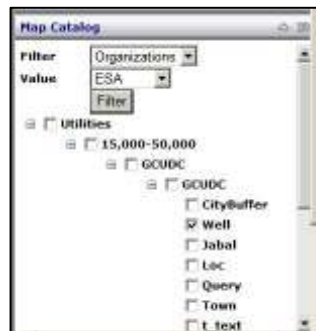 Map Catalog
Filter Organizations
Value ESA
Filter
Utilities
15,000-50,000
GCUDC
GCUDC
CityBuffer
Well
Jabal
Loc
Query
Town
t_text